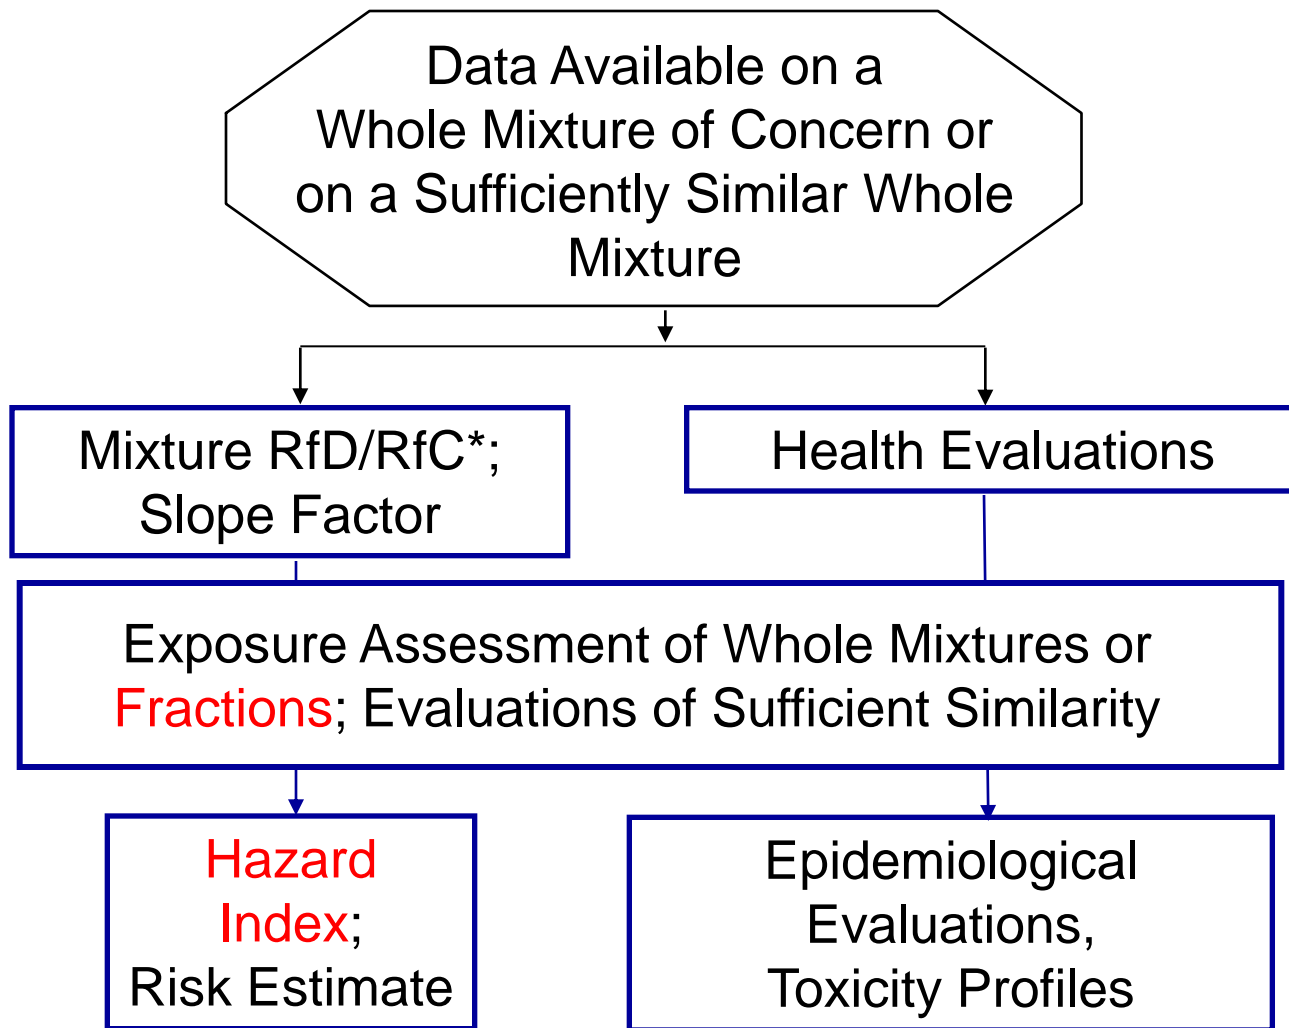 Data Available on a
Whole Mixture of Concern or
on a Sufficiently Similar Whole
Mixture
Mixture RfD/RfC*;
Slope Factor
Health Evaluations
Exposure Assessment of Whole Mixtures or
Fractions; Evaluations of Sufficient Similarity
Hazard
Index;
Risk Estimate
Epidemiological
Evaluations,
Toxicity Profiles